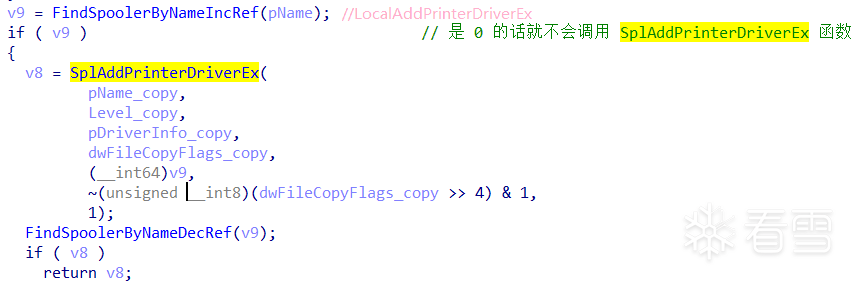 v9 = FindSpoolerByNameIncRef(pName); //LocalAddPrinterDriverEx
if ( v9 ) // 是 0 的话就不会调用 SplAddPrinterDriverEx 函数
{
v8 = SplAddPrinterDriverEx(
pName_copy,
Level_copy,
pDriverInfo_copy,
dwFileCopyFlags_copy,
(__int64)v9,
~(unsigned __int8)(dwFileCopyFlags_copy >> 4) & 1,
1);
FindSpoolerByNameDecRef(v9);
if ( v8 )
return v8;
看雪